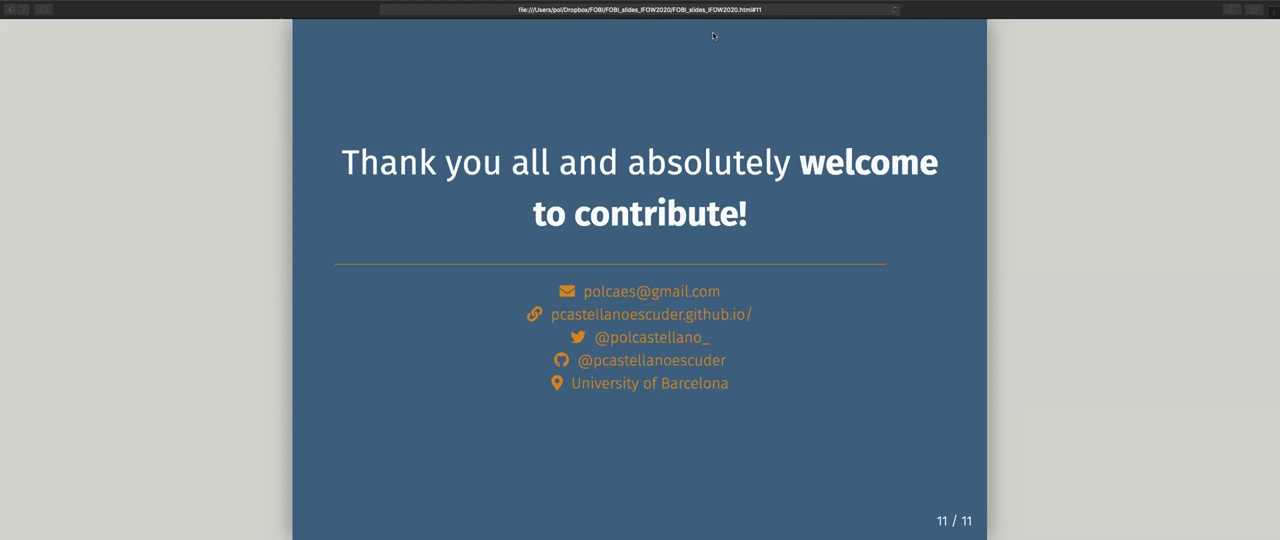 file:///Users/pol/Dropbox/FOBI/FOBI_slides_IFOW2020/FOBI_slides_IFOW2020.html#11
Thank you all and absolutely welcome
to contribute!
polcaes@gmail.com
pcastellanoescuder.github.io/
@polcastellano_
@pcastellanoescuder
University of Barcelona
11 / 11